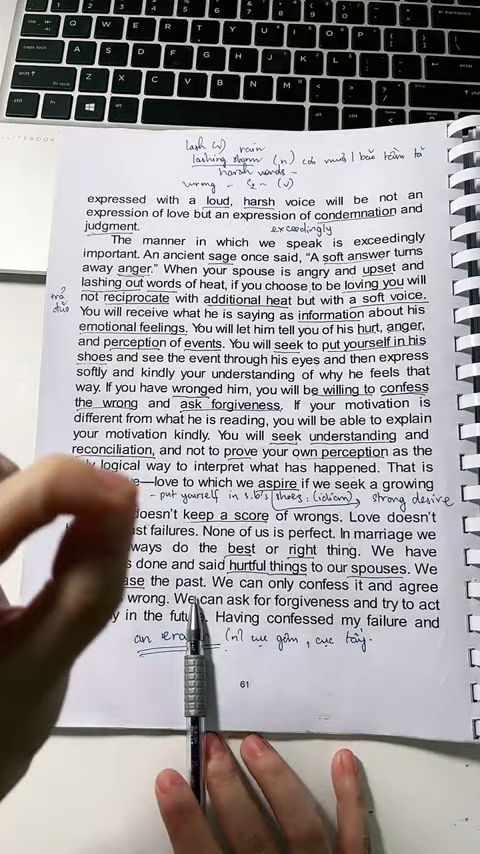 lash (v) rain
lashing storm (n) cơn mưa / bão tầm tã
harsh words -
wrong - (v)
expressed with a loud, harsh voice will be not an
expression of love but an expression of condemnation and
judgment.
exceedingly
The manner in which we speak is exceedingly
important. An ancient sage once said, “A soft answer turns
away anger.” When your spouse is angry and upset and
lashing out words of heat, if you choose to be loving you will
not reciprocate with additional heat but with a soft voice.
You will receive what he is saying as information about his
emotional feelings. You will let him tell you of his hurt, anger,
and perception of events. You will seek to put yourself in his
shoes and see the event through his eyes and then express
softly and kindly your understanding of why he feels that
way. If you have wronged him, you will be willing to confess
the wrong and ask forgiveness. If your motivation is
different from what he is reading, you will be able to explain
your motivation kindly. You will seek understanding and
reconciliation, and not to prove your own perception as the
logical way to interpret what has happened. That is
—love to which we aspire if we seek a growing
- put yourself in s.b's shoes: (idiom) strong desire
doesn’t keep a score of wrongs. Love doesn’t
past failures. None of us is perfect. In marriage we
always do the best or right thing. We have
done and said hurtful things to our spouses. We
the past. We can only confess it and agree
wrong. We can ask for forgiveness and try to act
in the future. Having confessed my failure and
an (n) cục gôm, cục tẩy.
61